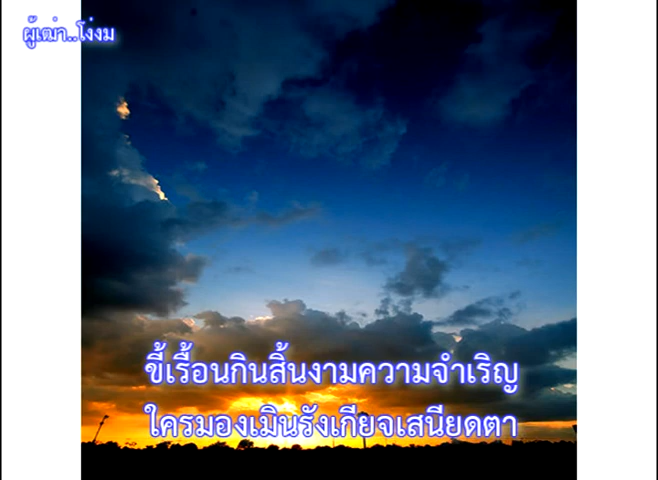 ผู้เฒ่า..โง่งม
ขี้เรื้อนกินสิ้นงามความจำเริญ
ใครมองเมินรังเกียจเสนียดตา